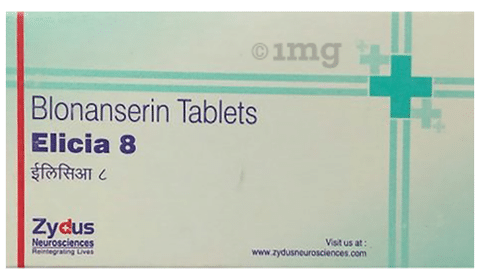 ©1mg
Blonanserin Tablets
Elicia 8
ईलिसिआ ८
Zydus
Neurosciences
Reintegrating Lives
Visit us at :
www.zydusneurosciences.com